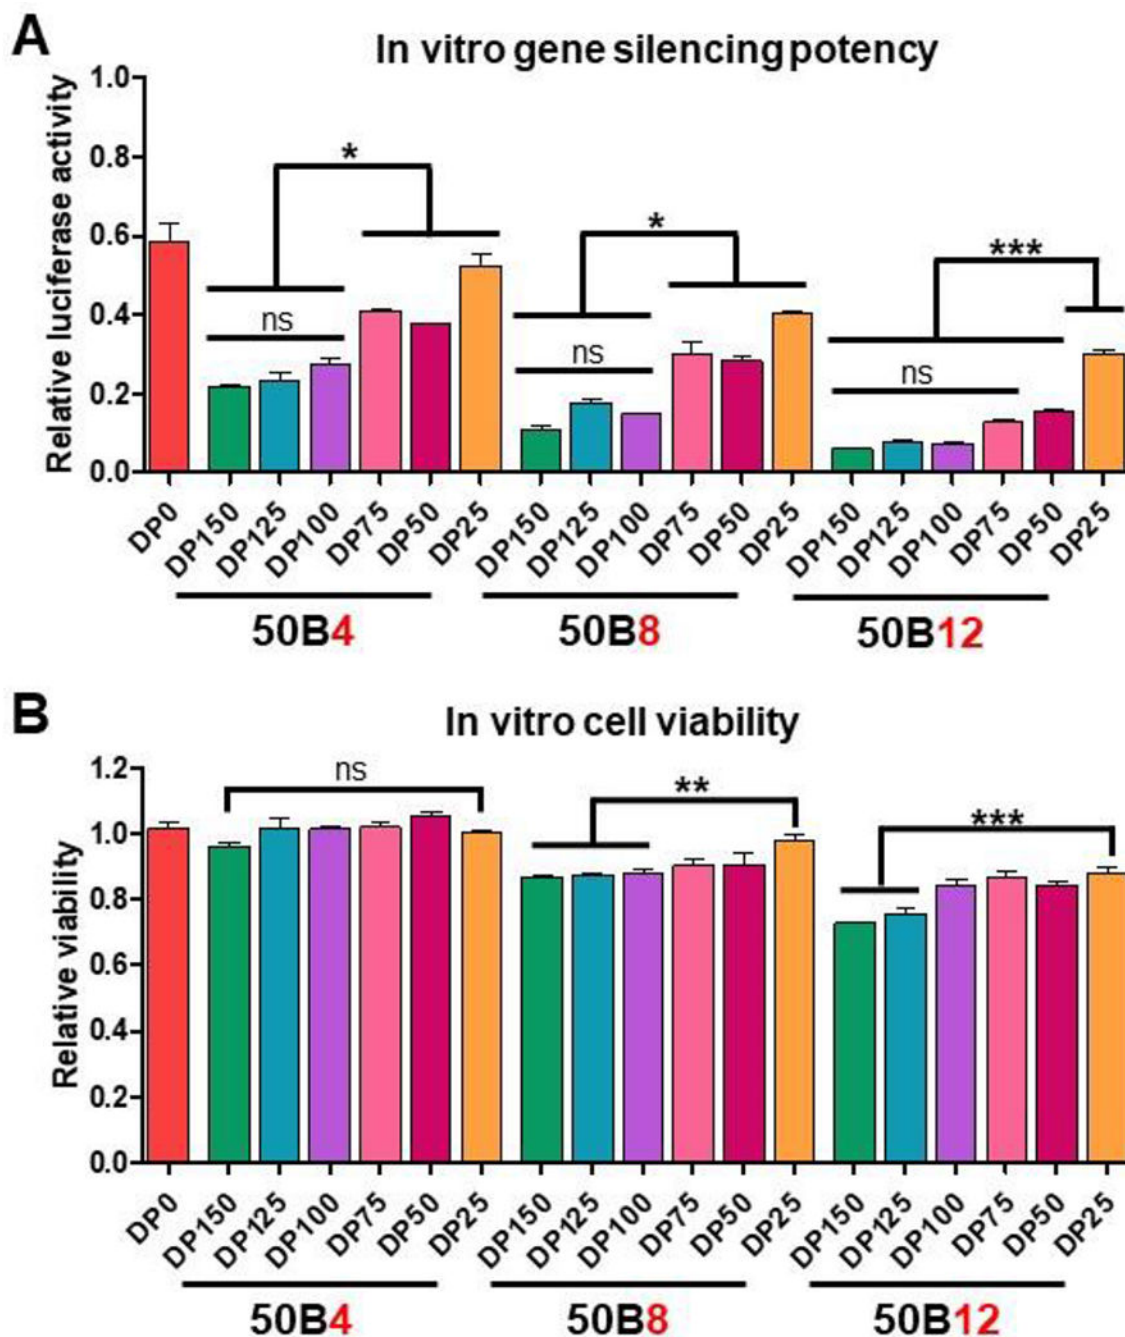 A
In vitro gene silencing potency
Relative luciferase activity
1.0
0.8
0.6
0.4
0.2
0.0
*
ns
*
ns
***
ns
DP0
DP150
DP125
DP100
DP75
DP50
DP25
DP150
DP125
DP100
DP75
DP50
DP25
DP150
DP125
DP100
DP75
DP50
DP25
50B4
50B8
50B12
B
In vitro cell viability
Relative viability
1.2
1.0
0.8
0.6
0.4
0.2
0.0
ns
**
***
DP0
DP150
DP125
DP100
DP75
DP50
DP25
DP150
DP125
DP100
DP75
DP50
DP25
DP150
DP125
DP100
DP75
DP50
DP25
50B4
50B8
50B12